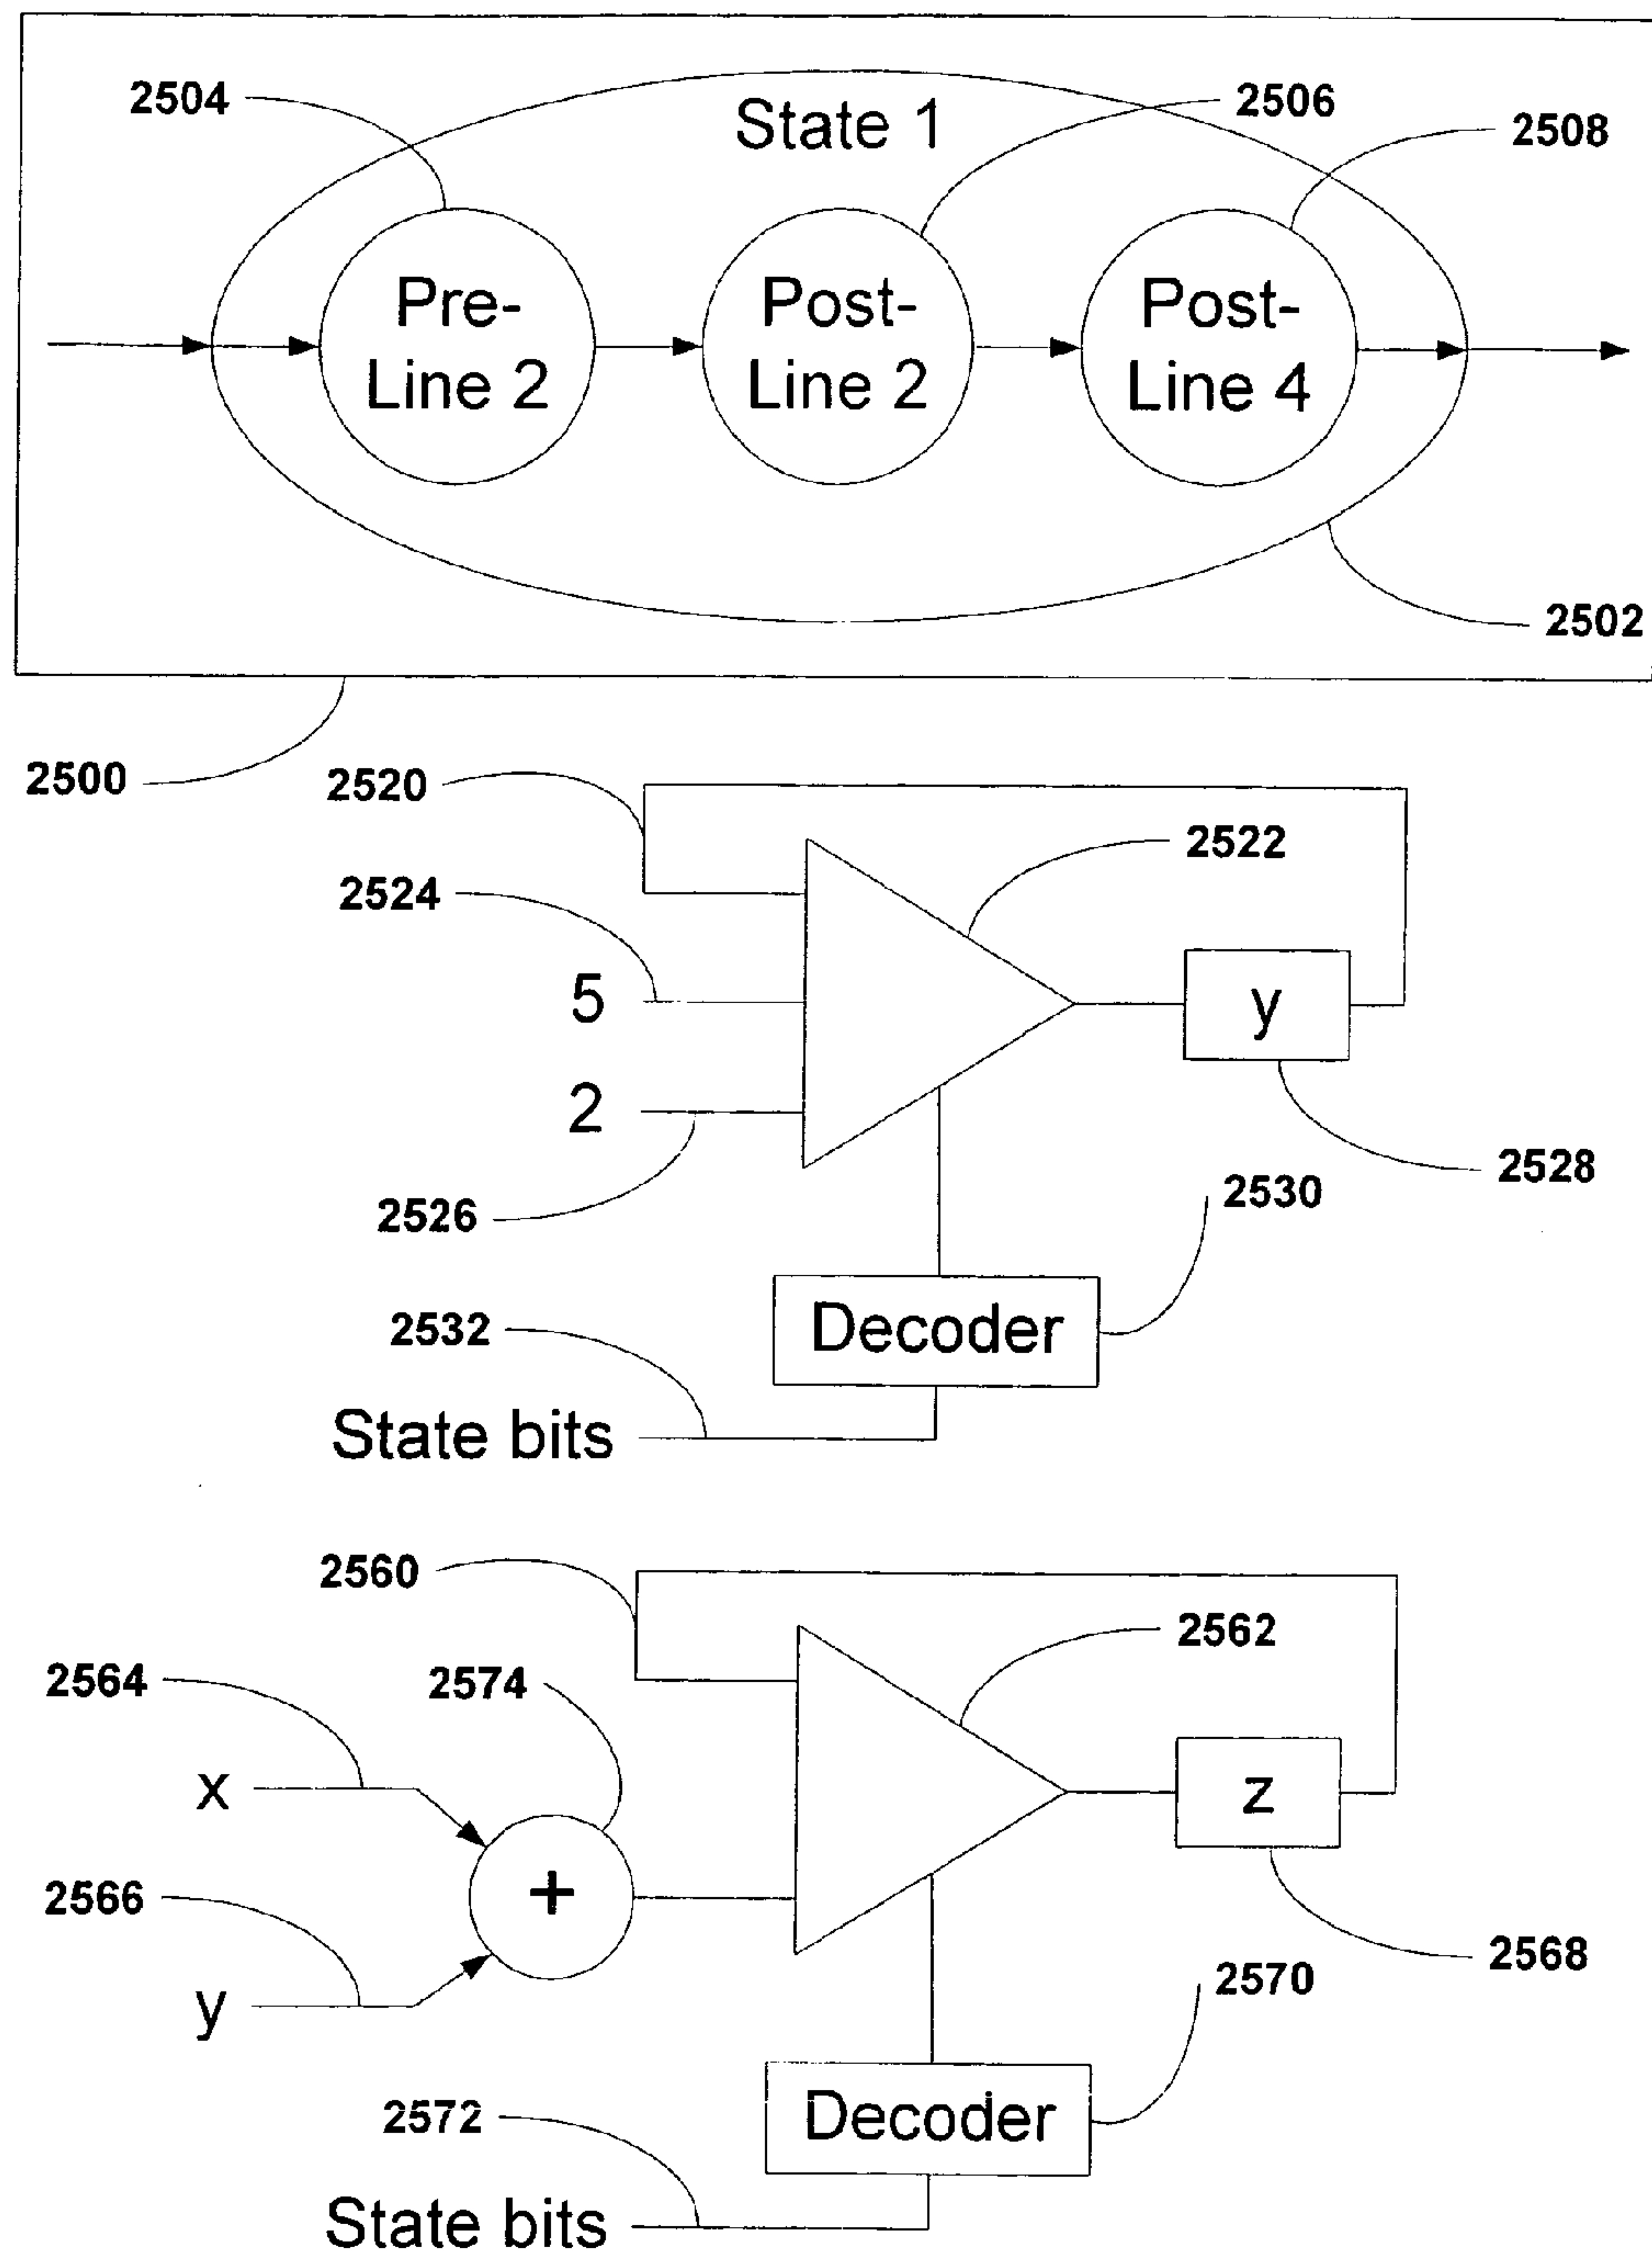 2504
State 1
2506
2508
Pre-
Line 2
Post-
Line 2
Post-
Line 4
2502
2500
2520
2522
2524
5
y
2
2528
2526
2530
2532
Decoder
State bits
2560
2562
2564
2574
x
z
2566
+
2568
y
2570
2572
Decoder
State bits